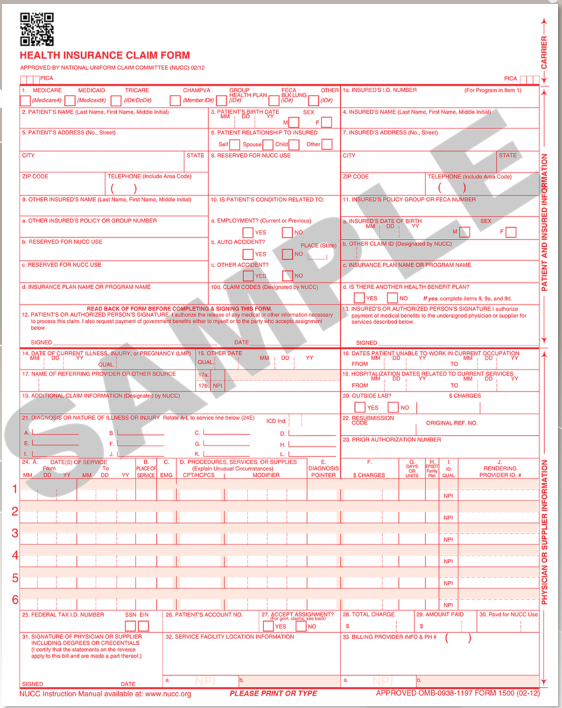 HEALTH INSURANCE CLAIM FORM
APPROVED BY NATIONAL UNIFORM CLAIM COMMITTEE (NUCC) 02/12
PICA PICA
CARRIER
1. MEDICARE MEDICAID TRICARE CHAMPVA GROUP HEALTH PLAN FECA BLK LUNG OTHER 1a. INSURED'S I.D. NUMBER (For Program in Item 1)
(Medicare#) (Medicaid#) (ID#/DoD#) (Member ID#) (ID#) (ID#) (ID#)
2. PATIENT'S NAME (Last Name, First Name, Middle Initial) 3. PATIENT'S BIRTH DATE SEX 4. INSURED'S NAME (Last Name, First Name, Middle Initial)
MM DD YY M F
5. PATIENT'S ADDRESS (No., Street) 6. PATIENT RELATIONSHIP TO INSURED 7. INSURED'S ADDRESS (No., Street)
Self Spouse Child Other
CITY STATE 8. RESERVED FOR NUCC USE CITY STATE
ZIP CODE TELEPHONE (Include Area Code) ZIP CODE TELEPHONE (Include Area Code)
( ) ( )
9. OTHER INSURED'S NAME (Last Name, First Name, Middle Initial) 10. IS PATIENT'S CONDITION RELATED TO: 11. INSURED'S POLICY GROUP OR FECA NUMBER
a. OTHER INSURED'S POLICY OR GROUP NUMBER a. EMPLOYMENT? (Current or Previous) a. INSURED'S DATE OF BIRTH SEX
YES NO MM DD YY M F
b. RESERVED FOR NUCC USE b. AUTO ACCIDENT? PLACE (State) b. OTHER CLAIM ID (Designated by NUCC)
YES NO
c. RESERVED FOR NUCC USE c. OTHER ACCIDENT? c. INSURANCE PLAN NAME OR PROGRAM NAME
YES NO
d. INSURANCE PLAN NAME OR PROGRAM NAME 10d. CLAIM CODES (Designated by NUCC) d. IS THERE ANOTHER HEALTH BENEFIT PLAN?
YES NO If yes, complete items 9, 9a, and 9d.
READ BACK OF FORM BEFORE COMPLETING & SIGNING THIS FORM.
12. PATIENT'S OR AUTHORIZED PERSON'S SIGNATURE I authorize the release of any medical or other information necessary
to process this claim. I also request payment of government benefits either to myself or to the party who accepts assignment
below.
13. INSURED'S OR AUTHORIZED PERSON'S SIGNATURE I authorize
payment of medical benefits to the undersigned physician or supplier for
services described below.
SIGNED DATE SIGNED
PATIENT AND INSURED INFORMATION
14. DATE OF CURRENT ILLNESS, INJURY, or PREGNANCY (LMP) 15. OTHER DATE 16. DATES PATIENT UNABLE TO WORK IN CURRENT OCCUPATION
MM DD YY QUAL. QUAL. MM DD YY MM DD YY MM DD YY
FROM TO
17. NAME OF REFERRING PROVIDER OR OTHER SOURCE 17a. 18. HOSPITALIZATION DATES RELATED TO CURRENT SERVICES
17b. NPI MM DD YY MM DD YY
FROM TO
19. ADDITIONAL CLAIM INFORMATION (Designated by NUCC) 20. OUTSIDE LAB? $ CHARGES
YES NO
21. DIAGNOSIS OR NATURE OF ILLNESS OR INJURY Relate A-L to service line below (24E) ICD Ind. 22. RESUBMISSION CODE ORIGINAL REF. NO.
A. B. C. D.
E. F. G. H.
I. J. K. L.
23. PRIOR AUTHORIZATION NUMBER
24. A. DATE(S) OF SERVICE B. C. D. PROCEDURES, SERVICES, OR SUPPLIES E. F. G. H. I. J.
From To PLACE OF (Explain Unusual Circumstances) DIAGNOSIS DAYS OR UNITS EPSDT Family Plan ID. RENDERING
MM DD YY MM DD YY SERVICE EMG CPT/HCPCS MODIFIER POINTER $ CHARGES QUAL. PROVIDER ID. #
1 NPI
2 NPI
3 NPI
4 NPI
5 NPI
6 NPI
25. FEDERAL TAX I.D. NUMBER SSN EIN 26. PATIENT'S ACCOUNT NO. 27. ACCEPT ASSIGNMENT? 28. TOTAL CHARGE 29. AMOUNT PAID 30. Rsvd for NUCC Use
(For govt. claims, see back)
YES NO $ $
31. SIGNATURE OF PHYSICIAN OR SUPPLIER
INCLUDING DEGREES OR CREDENTIALS
(I certify that the statements on the reverse
apply to this bill and are made a part thereof.)
32. SERVICE FACILITY LOCATION INFORMATION 33. BILLING PROVIDER INFO & PH # ( )
SIGNED DATE a. NPI b. a. NPI b.
PHYSICIAN OR SUPPLIER INFORMATION
NUCC Instruction Manual available at: www.nucc.org PLEASE PRINT OR TYPE APPROVED OMB-0938-1197 FORM 1500 (02-12)
SAMPLE